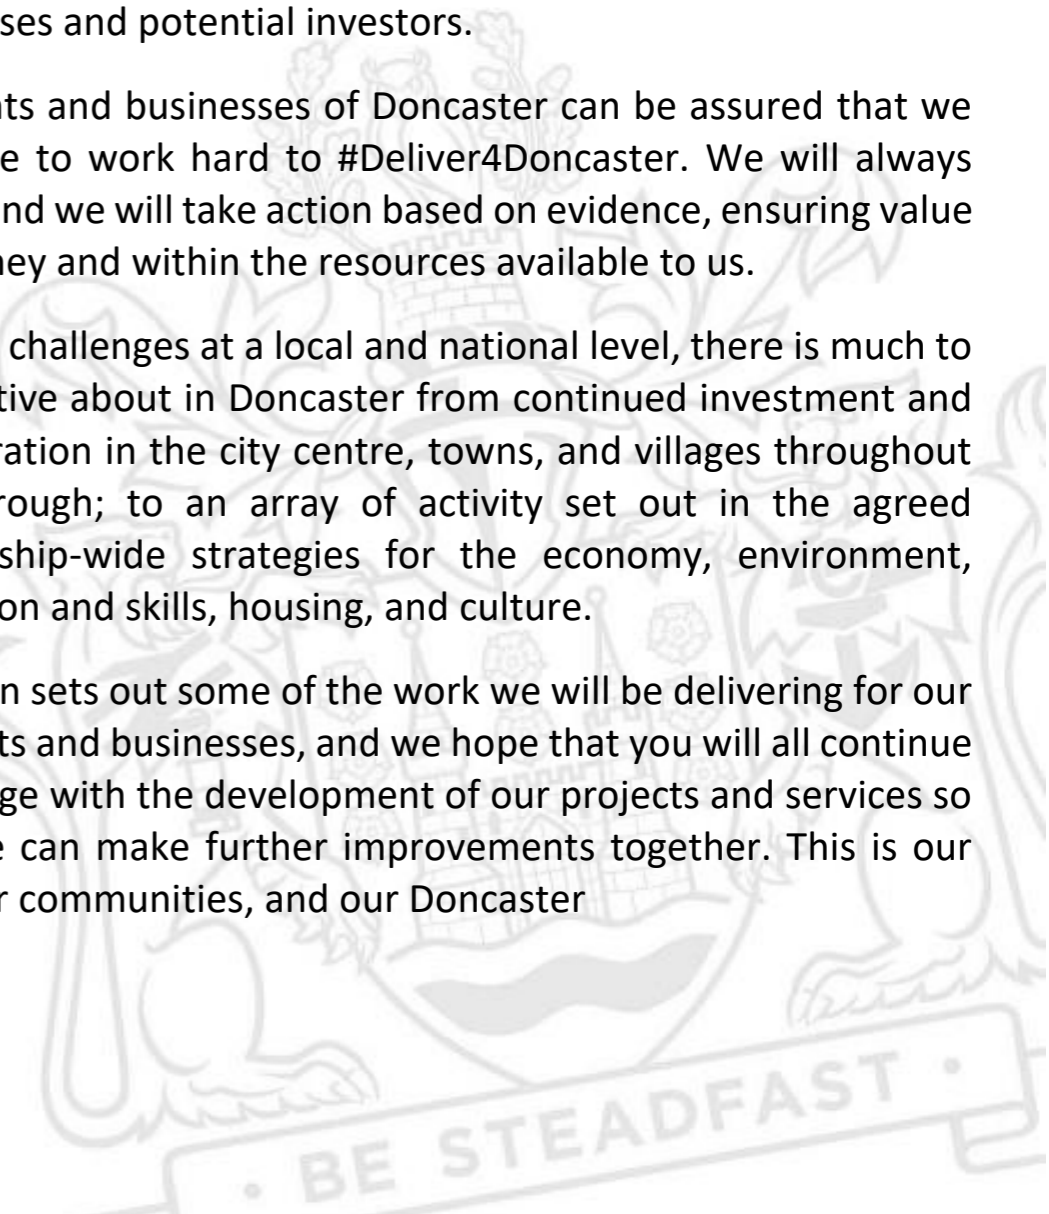 ses and potential investors.
ts and businesses of Doncaster can be assured that we
e to work hard to #Deliver4Doncaster. We will always
nd we will take action based on evidence, ensuring value
ney and within the resources available to us.
challenges at a local and national level, there is much to
tive about in Doncaster from continued investment and
ration in the city centre, towns, and villages throughout
rough; to an array of activity set out in the agreed
ship-wide strategies for the economy, environment,
on and skills, housing, and culture.
n sets out some of the work we will be delivering for our
ts and businesses, and we hope that you will all continue
ge with the development of our projects and services so
e can make further improvements together. This is our
r communities, and our Doncaster
· BE STEADFAST ·